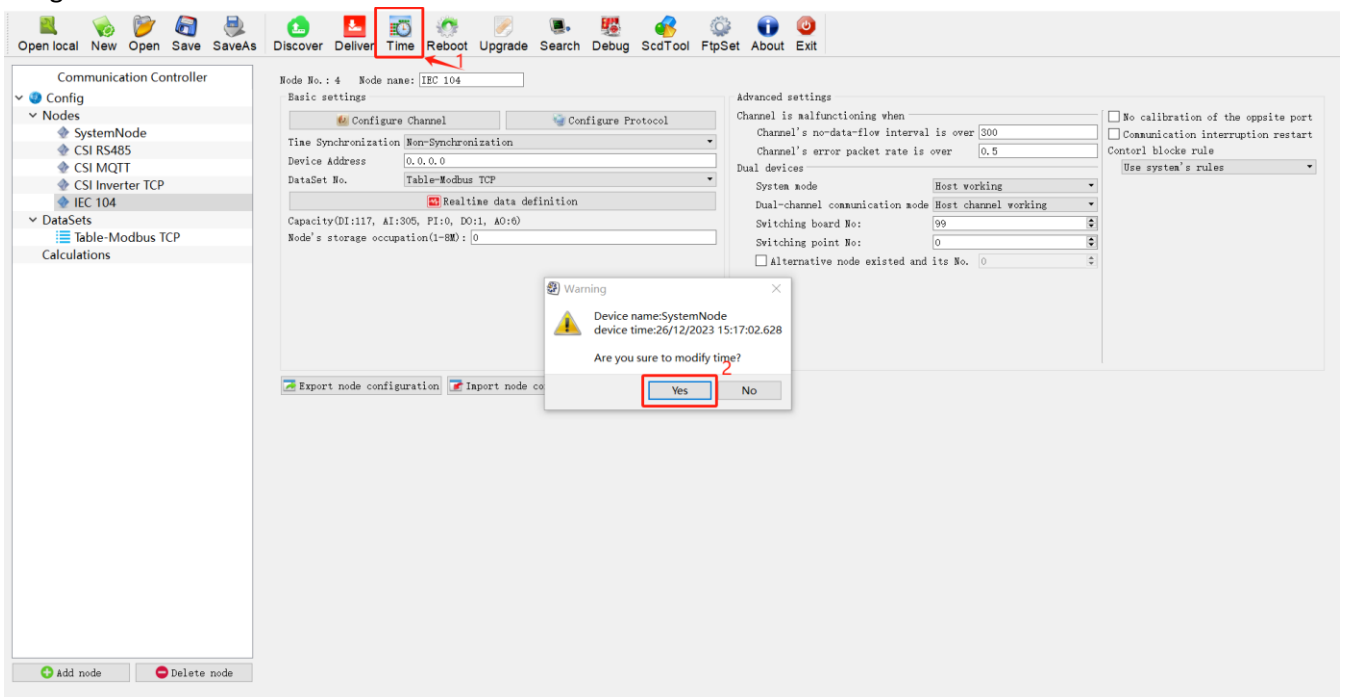 Open local New Open Save SaveAs Discover Deliver Time Reboot Upgrade Search Debug ScdTool FtpSet About Exit
1
Communication Controller
Config
Nodes
SystemNode
CSI RS485
CSI MQTT
CSI Inverter TCP
IEC 104
DataSets
Table-Modbus TCP
Calculations
Add node Delete node
Node No.: 4 Node name: IEC 104
Basic settings
Configure Channel Configure Protocol
Time Synchronization Non-Synchronization
Device Address 0.0.0.0
DataSet No. Table-Modbus TCP
Realtime data definition
Capacity(DI:117, AI:305, PI:0, DO:1, AO:6)
Node's storage occupation(1-8M): 0
Export node configuration Import node co
Advanced settings
Channel is malfunctioning when
Channel's no-data-flow interval is over 300
Channel's error packet rate is over 0.5
Dual devices
System mode Host working
Dual-channel communication mode Host channel working
Switching board No: 99
Switching point No: 0
Alternative node existed and its No. 0
No calibration of the oppsite port
Communication interruption restart
Contorl blocke rule
Use system's rules
Warning
Device name:SystemNode
device time:26/12/2023 15:17:02.628
Are you sure to modify time?
2
Yes No